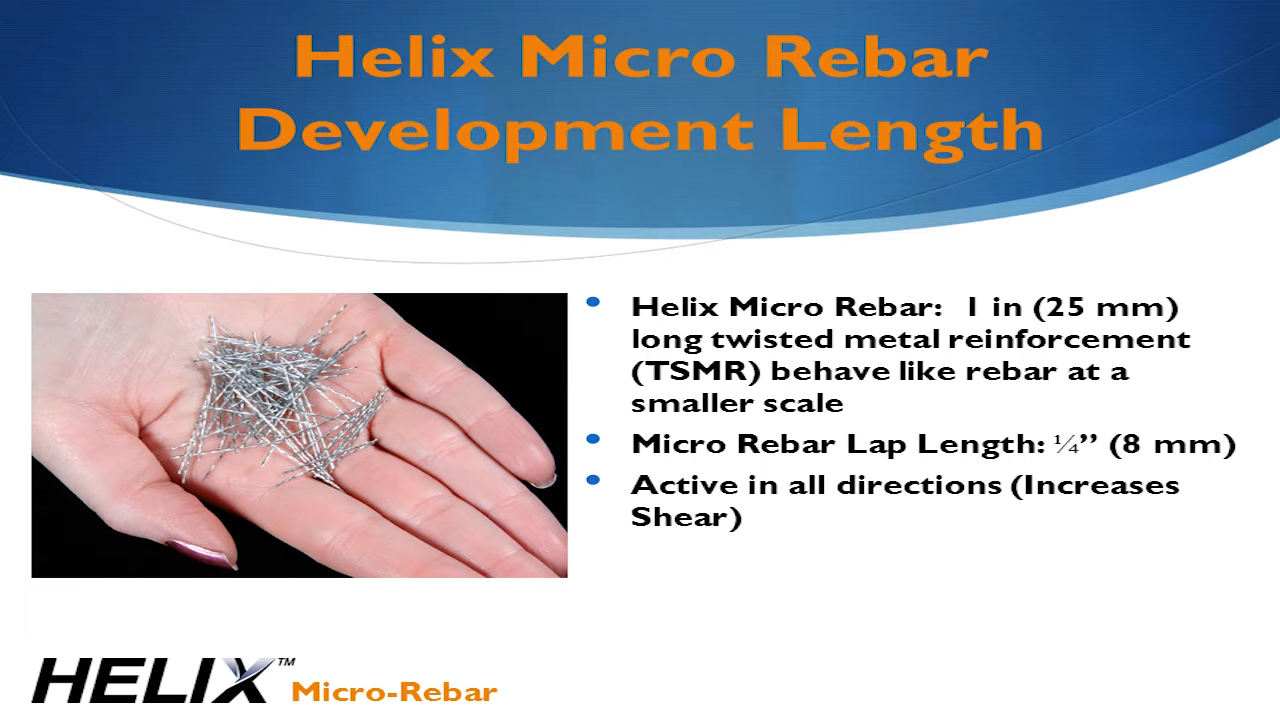 Helix Micro Rebar
Development Length
• Helix Micro Rebar: 1 in (25 mm)
long twisted metal reinforcement
(TSMR) behave like rebar at a
smaller scale
• Micro Rebar Lap Length: ¼” (8 mm)
• Active in all directions (Increases
Shear)
HELIX™ Micro-Rebar